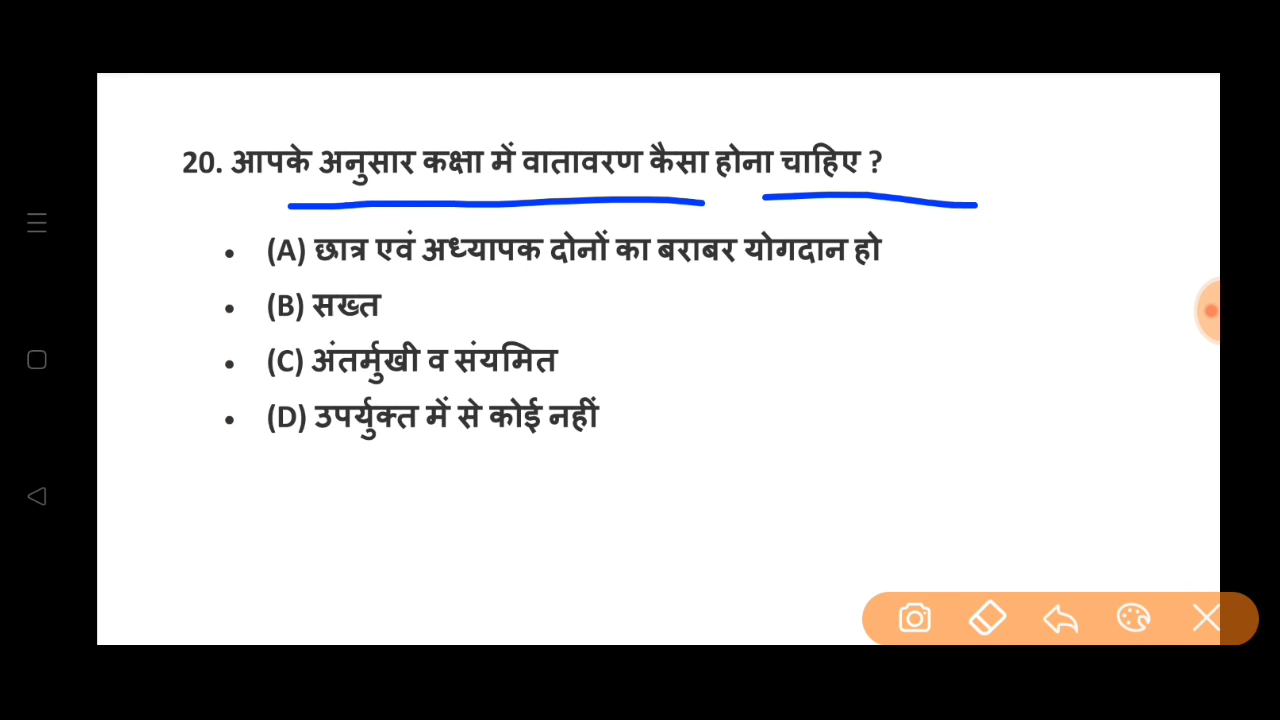 20. आपके अनुसार कक्षा में वातावरण कैसा होना चाहिए ?
• (A) छात्र एवं अध्यापक दोनों का बराबर योगदान हो
• (B) सख्त
• (C) अंतर्मुखी व संयमित
• (D) उपर्युक्त में से कोई नहीं